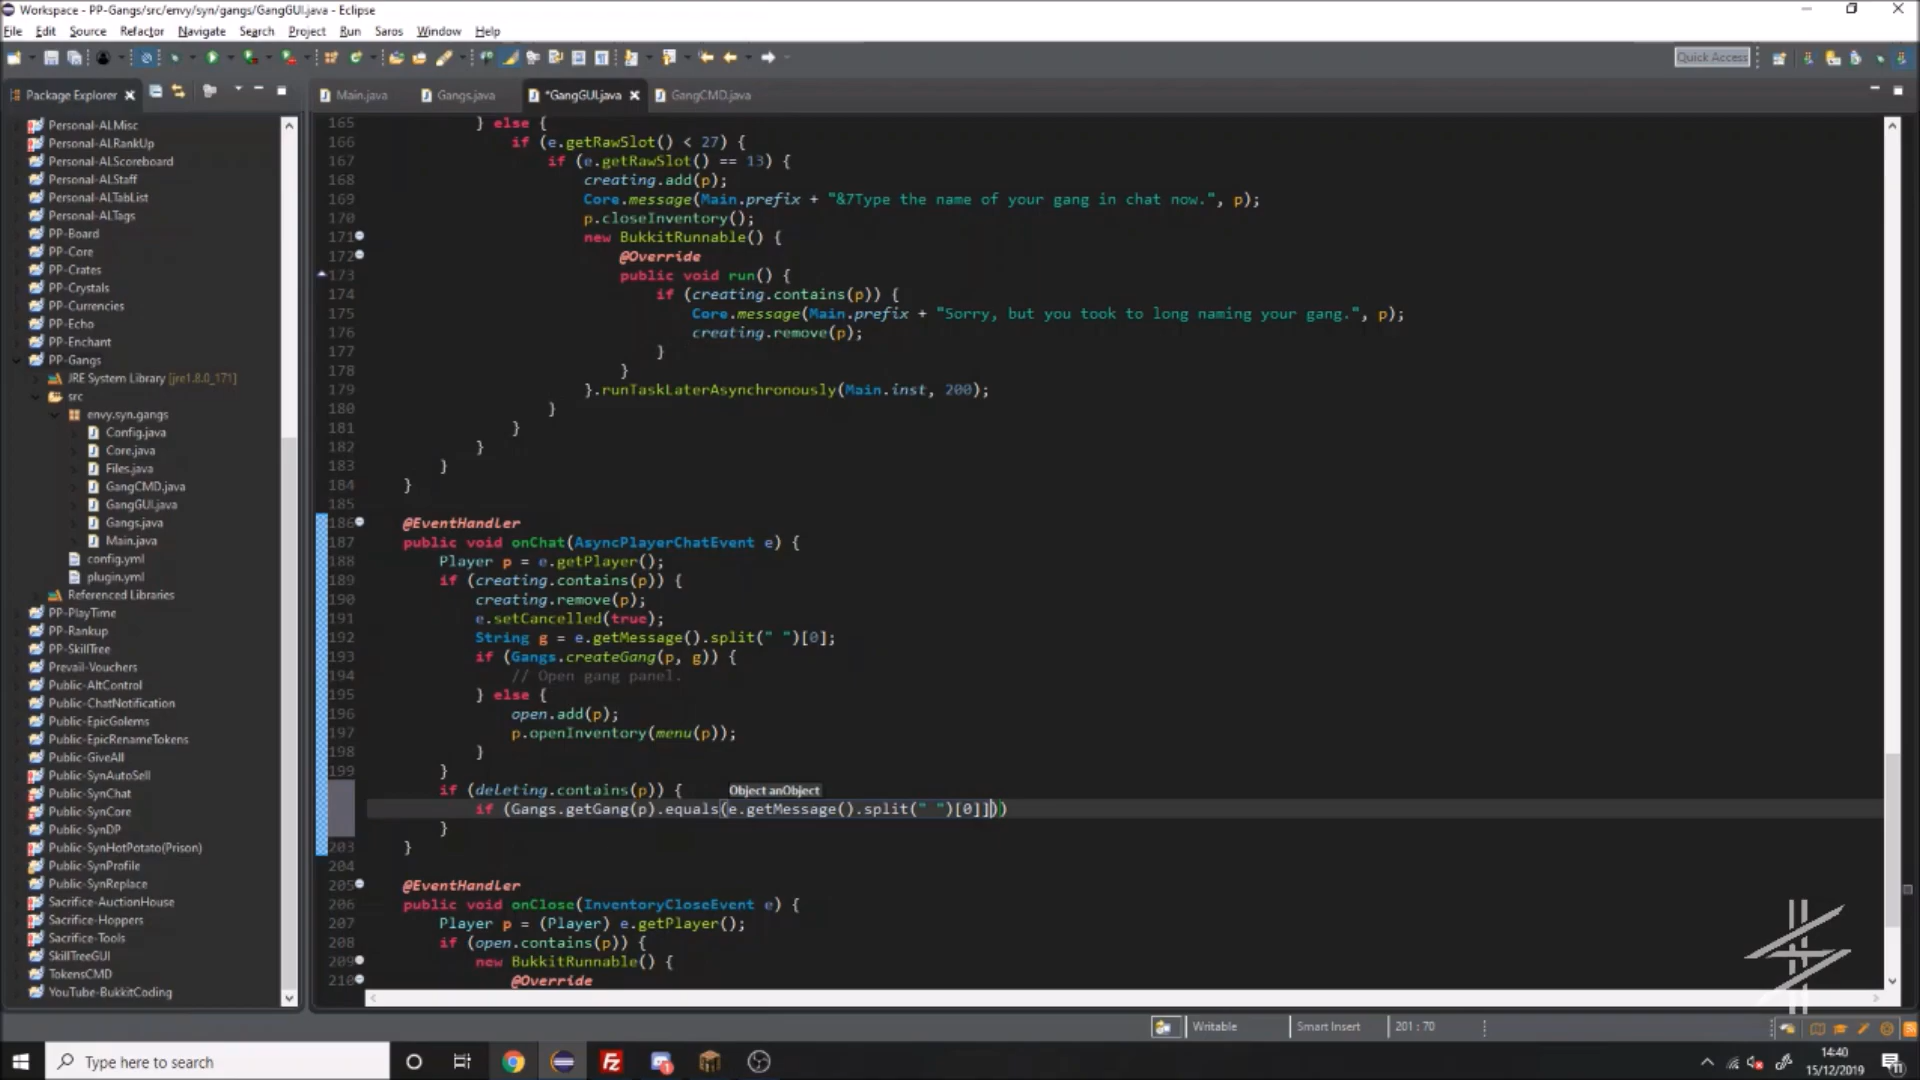 Workspace - PP-Gangs/src/envy/syn/gangs/GangGUI.java - Eclipse
File Edit Source Refactor Navigate Search Project Run Saros Window Help
Quick Access
Package Explorer
Main.java Gangs.java *GangGUI.java GangCMD.java
Personal-ALMisc
Personal-ALRankUp
Personal-ALScoreboard
Personal-ALStaff
Personal-ALTabList
Personal-ALTags
PP-Board
PP-Core
PP-Crates
PP-Crystals
PP-Currencies
PP-Echo
PP-Enchant
PP-Gangs
JRE System Library [jre1.8.0_171]
src
envy.syn.gangs
Config.java
Core.java
Files.java
GangCMD.java
GangGUI.java
Gangs.java
Main.java
config.yml
plugin.yml
Referenced Libraries
PP-PlayTime
PP-Rankup
PP-SkillTree
Prevail-Vouchers
Public-AltControl
Public-ChatNotification
Public-EpicGolems
Public-EpicRenameTokens
Public-GiveAll
Public-SynAutoSell
Public-SynChat
Public-SynCore
Public-SynDP
Public-SynHotPotato(Prison)
Public-SynProfile
Public-SynReplace
Sacrifice-AuctionHouse
Sacrifice-Hoppers
Sacrifice-Tools
SkillTreeGUI
TokensCMD
YouTube-BukkitCoding
165 } else {
166 if (e.getRawSlot() < 27) {
167 if (e.getRawSlot() == 13) {
168 creating.add(p);
169 Core.message(Main.prefix + "&7Type the name of your gang in chat now.", p);
170 p.closeInventory();
171 new BukkitRunnable() {
172 @Override
173 public void run() {
174 if (creating.contains(p)) {
175 Core.message(Main.prefix + "Sorry, but you took to long naming your gang.", p);
176 creating.remove(p);
177 }
178 }
179 }.runTaskLaterAsynchronously(Main.inst, 200);
180 }
181 }
182 }
183 }
184 }
185
186 @EventHandler
187 public void onChat(AsyncPlayerChatEvent e) {
188 Player p = e.getPlayer();
189 if (creating.contains(p)) {
190 creating.remove(p);
191 e.setCancelled(true);
192 String g = e.getMessage().split(" ")[0];
193 if (Gangs.createGang(p, g)) {
194 // Open gang panel.
195 } else {
196 open.add(p);
197 p.openInventory(menu(p));
198 }
199 }
if (deleting.contains(p)) {
Object anObject
if (Gangs.getGang(p).equals(e.getMessage().split(" ")[0]]))
}
203 }
204
205 @EventHandler
206 public void onClose(InventoryCloseEvent e) {
207 Player p = (Player) e.getPlayer();
208 if (open.contains(p)) {
209 new BukkitRunnable() {
210 @Override
Writable Smart Insert 201 : 70
Type here to search
14:40
15/12/2019